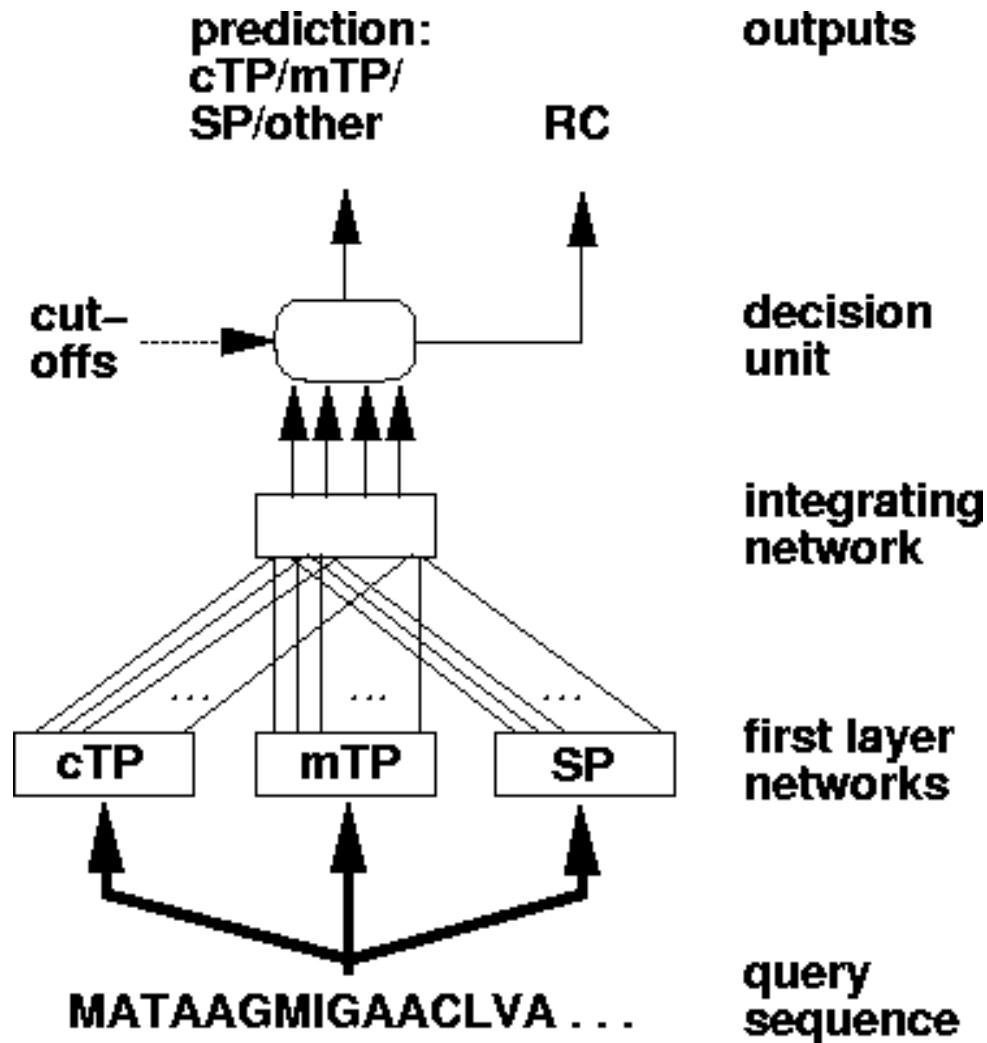 prediction:
cTP/mTP/
SP/other
RC
outputs
cut–
offs
decision
unit
integrating
network
. . .
. . .
. . .
cTP
mTP
SP
first layer
networks
MATAAGMIGAACLVA . . .
query
sequence